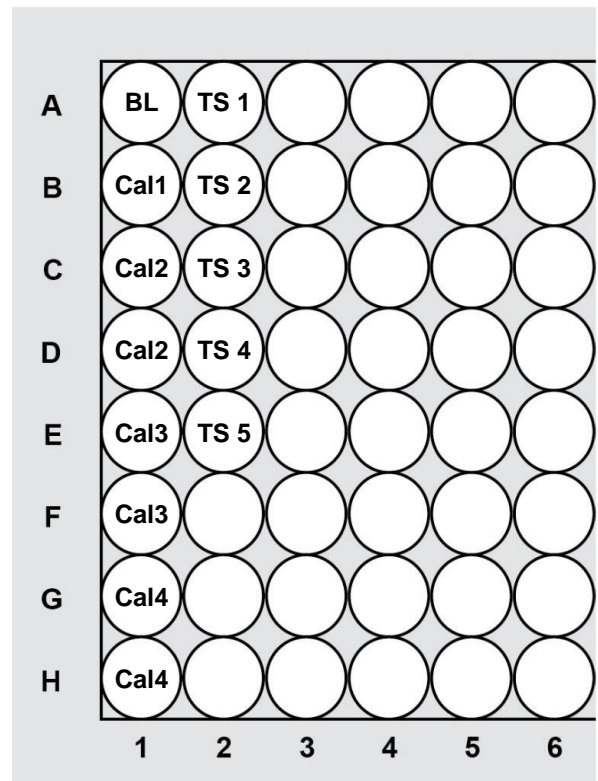 A BL TS 1
B Cal1 TS 2
C Cal2 TS 3
D Cal2 TS 4
E Cal3 TS 5
F Cal3
G Cal4
H Cal4
1 2 3 4 5 6